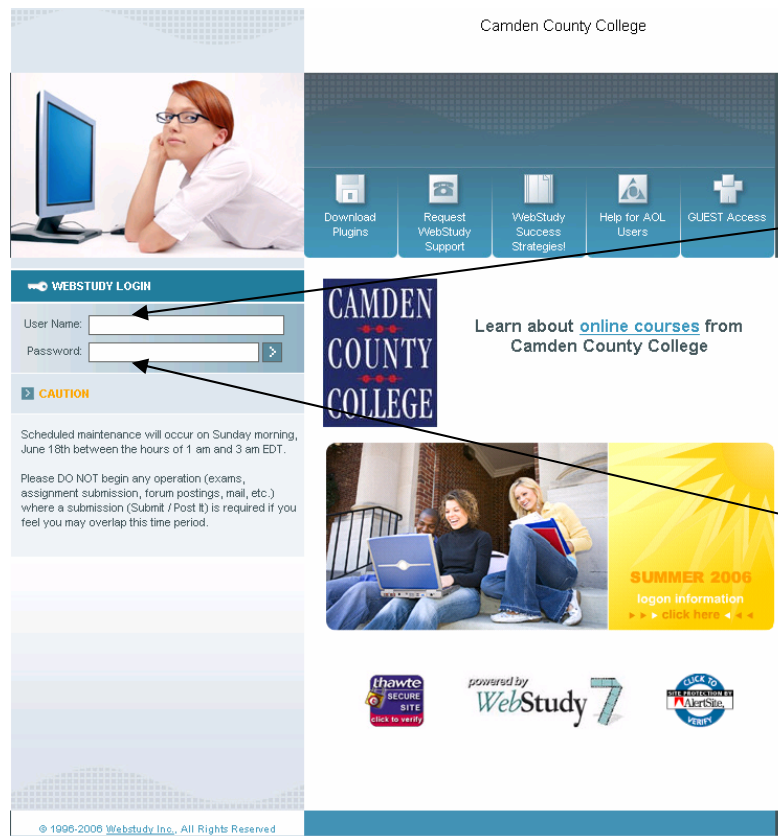 Camden County College
Download
Plugins
Request
WebStudy
Support
WebStudy
Success
Strategies!
Help for AOL
Users
GUEST Access
WEBSTUDY LOGIN
User Name:
Password:
CAUTION
Scheduled maintenance will occur on Sunday morning,
June 18th between the hours of 1 am and 3 am EDT.
Please DO NOT begin any operation (exams,
assignment submission, forum postings, mail, etc.)
where a submission (Submit / Post It) is required if you
feel you may overlap this time period.
CAMDEN
COUNTY
COLLEGE
Learn about online courses from
Camden County College
SUMMER 2006
logon information
click here
thawte
SECURE
SITE
click to verify
powered by
WebStudy 7
CLICK TO
SITE PROTECTION BY
AlertSite.
VERIFY
© 1996-2006 Webstudy Inc., All Rights Reserved